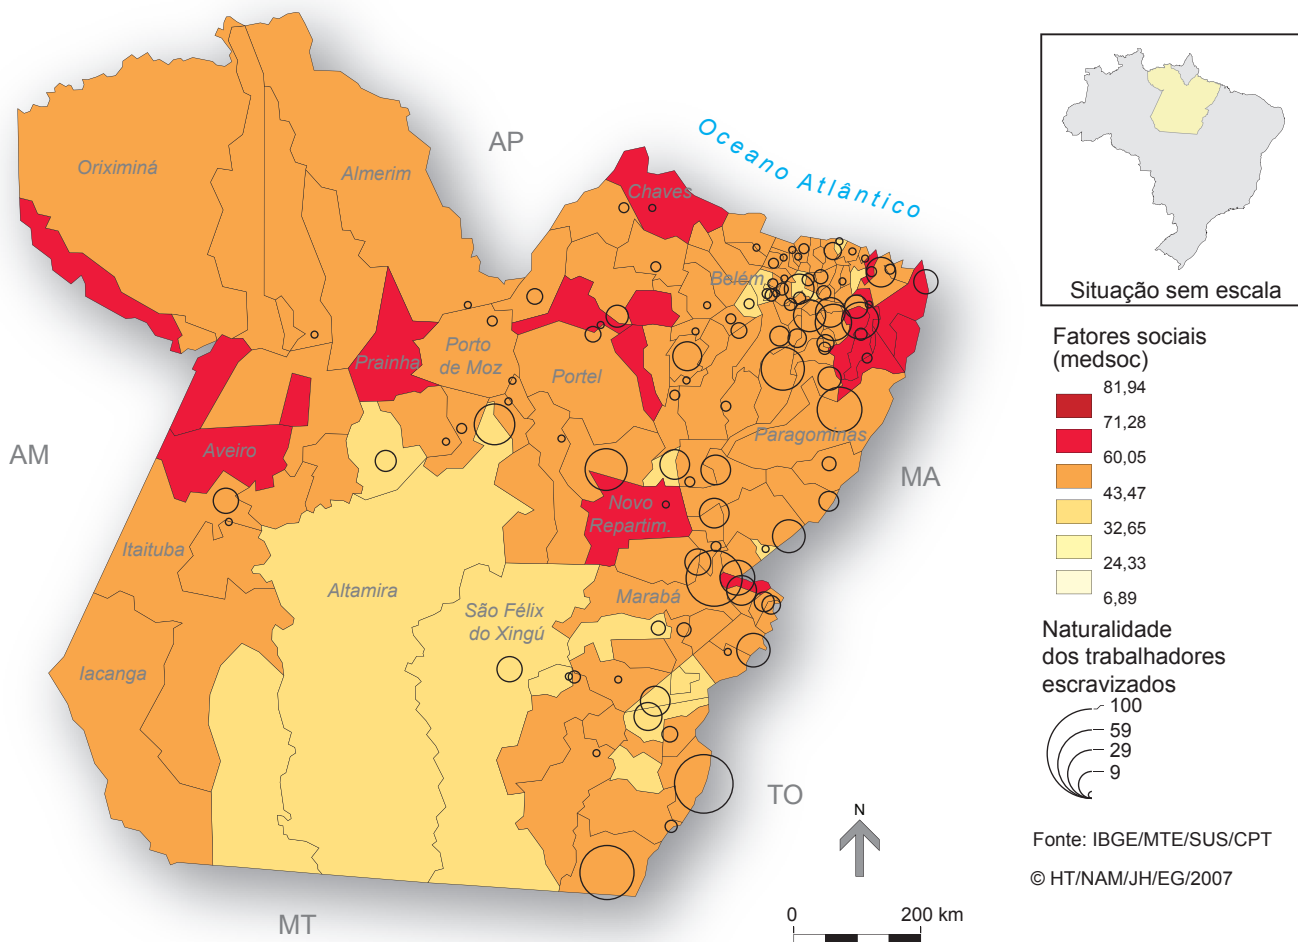 AP
Oceano Atlântico
Oriximiná
Almerim
Chaves
Belém
Prainha
Porto
de Moz
Portel
Aveiro
Paragominas
AM
MA
Novo
Repartim.
Itaituba
Altamira
Marabá
São Félix
do Xingú
Iacanga
TO
MT
N
0 200 km
Situação sem escala
Fatores sociais
(medsoc)
81,94
71,28
60,05
43,47
32,65
24,33
6,89
Naturalidade
dos trabalhadores
escravizados
100
59
29
9
Fonte: IBGE/MTE/SUS/CPT
© HT/NAM/JH/EG/2007